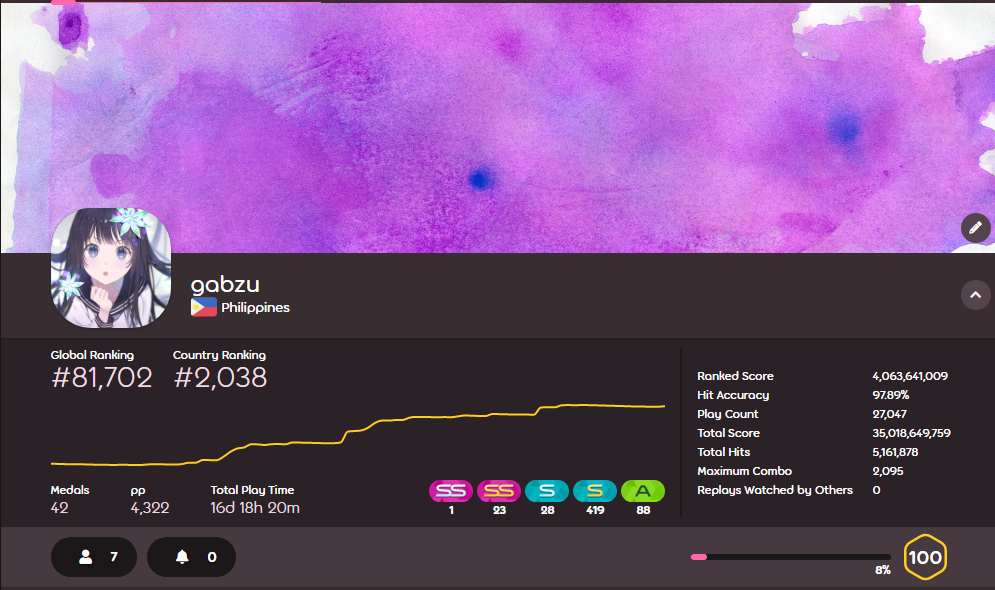 gabzu
Philippines
Global Ranking Country Ranking
#81,702 #2,038
Medals pp Total Play Time
42 4,322 16d 18h 20m
SS SS S S A
1 23 28 419 88
Ranked Score 4,063,641,009
Hit Accuracy 97.89%
Play Count 27,047
Total Score 35,018,649,759
Total Hits 5,161,878
Maximum Combo 2,095
Replays Watched by Others 0
7 0
8%
100